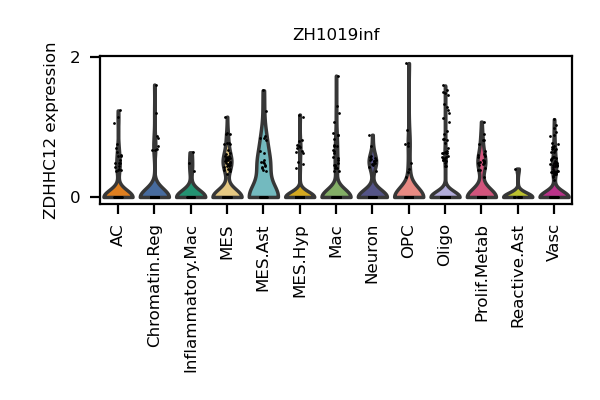 ZH1019inf
ZDHHC12 expression
2
0
AC
Chromatin.Reg
Inflammatory.Mac
MES
MES.Ast
MES.Hyp
Mac
Neuron
OPC
Oligo
Prolif.Metab
Reactive.Ast
Vasc